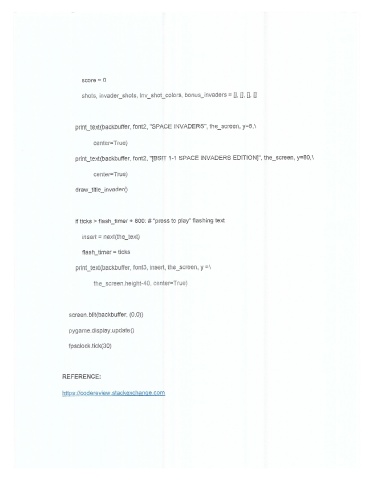 score = 0
shots, invader_shots, inv_shot_colors, bonus_invaders = [], [], [], []
print_text(backbuffer, font2, "SPACE INVADERS", the_screen, y=5,\
center=True)
print_text(backbuffer, font2, "[BSIT 1-1 SPACE INVADERS EDITION]", the_screen, y=60,\
center=True)
draw_title_invader()
if ticks > flash_timer + 600: # "press to play" flashing text
insert = next(the_text)
flash_timer = ticks
print_text(backbuffer, font3, insert, the_screen, y =\
the_screen.height-40, center=True)
screen.blit(backbuffer, (0,0))
pygame.display.update()
fpsclock.tick(30)
REFERENCE:
https://codereview.stackexchange.com